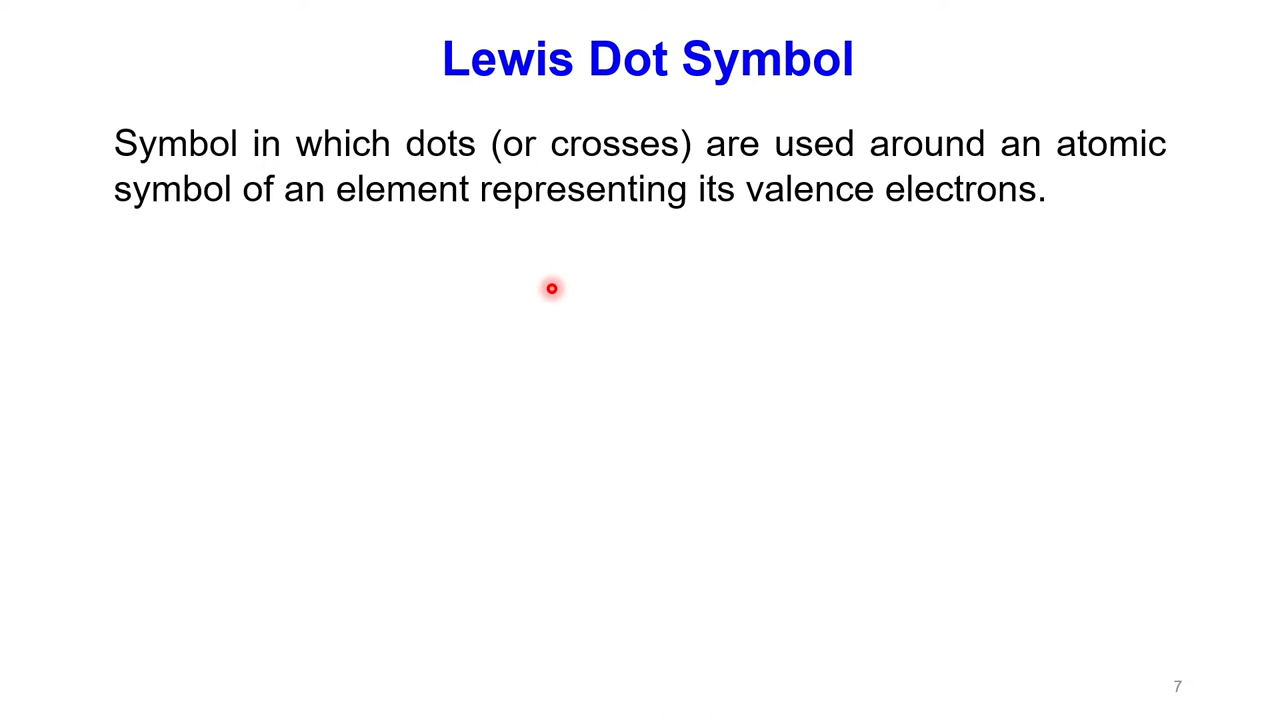 Lewis Dot Symbol
Symbol in which dots (or crosses) are used around an atomic
symbol of an element representing its valence electrons.
7